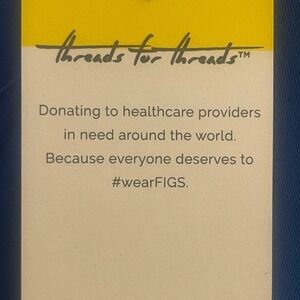 threads for threads™
Donating to healthcare providers
in need around the world.
Because everyone deserves to
#wearFIGS.